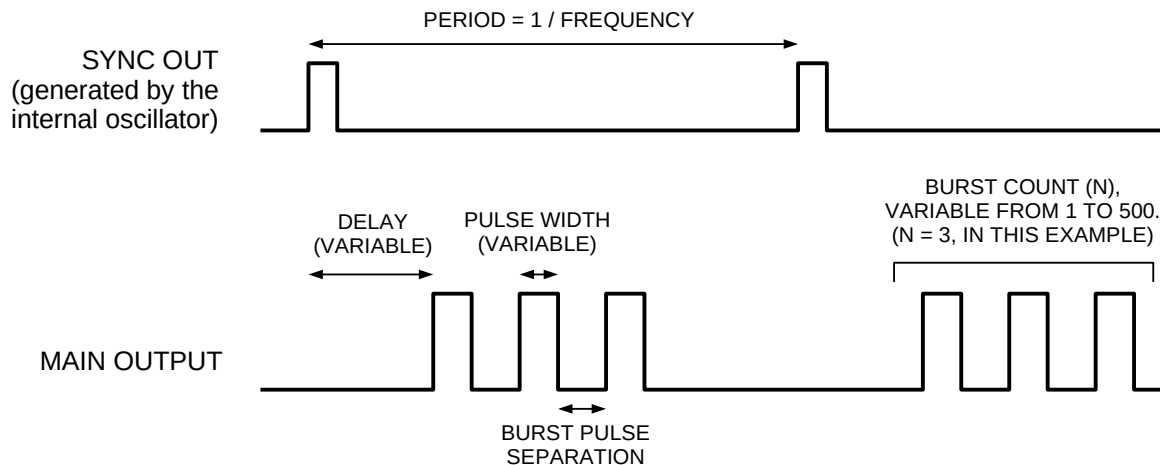 PERIOD = 1 / FREQUENCY
SYNC OUT
(generated by the
internal oscillator)
DELAY
(VARIABLE)
PULSE WIDTH
(VARIABLE)
BURST COUNT (N),
VARIABLE FROM 1 TO 500.
(N = 3, IN THIS EXAMPLE)
MAIN OUTPUT
BURST PULSE
SEPARATION